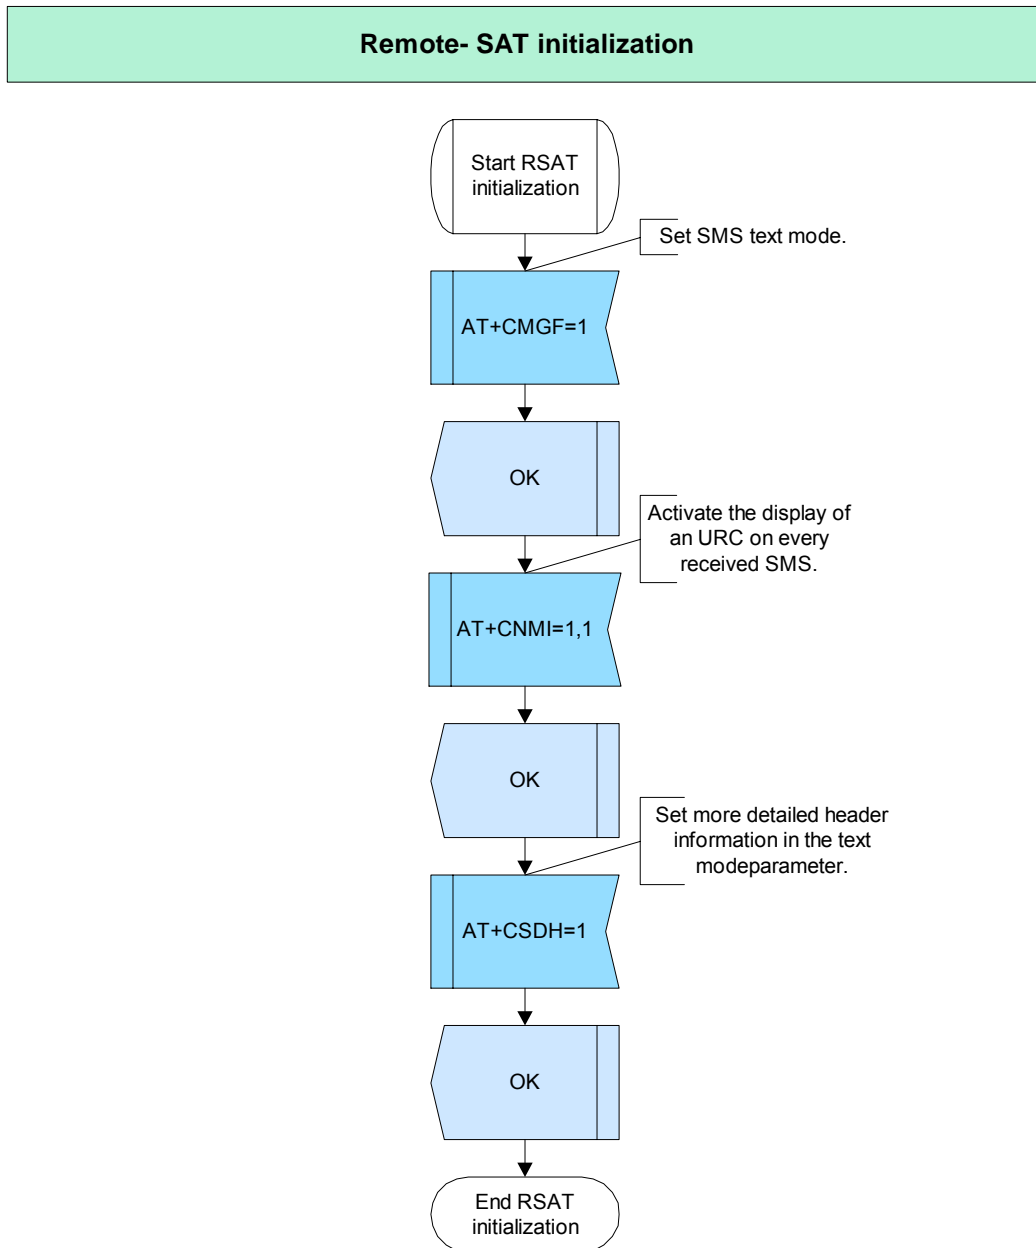 Remote- SAT initialization
Start RSAT
initialization
Set SMS text mode.
AT+CMGF=1
OK
Activate the display of
an URC on every
received SMS.
AT+CNMI=1,1
OK
Set more detailed header
information in the text
modeparameter.
AT+CSDH=1
OK
End RSAT
initialization